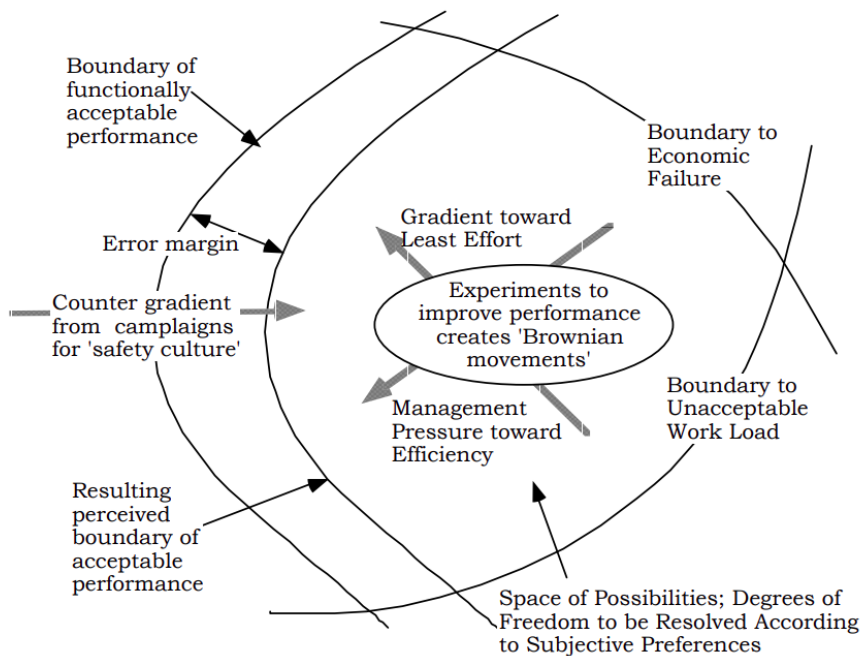 Boundary of
functionally
acceptable
performance
Boundary to
Economic
Failure
Error margin
Gradient toward
Least Effort
Counter gradient
from camplaigns
for 'safety culture'
Experiments to
improve performance
creates 'Brownian
movements'
Management
Pressure toward
Efficiency
Boundary to
Unacceptable
Work Load
Resulting
perceived
boundary of
acceptable
performance
Space of Possibilities; Degrees
of Freedom to be Resolved According
to Subjective Preferences